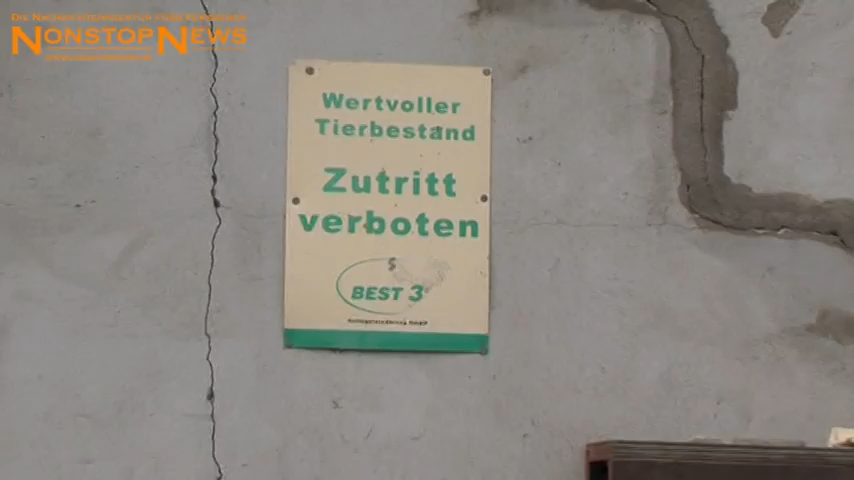 NonstopNews
Wertvoller
Tierbestand
Zutritt
verboten
BEST 3